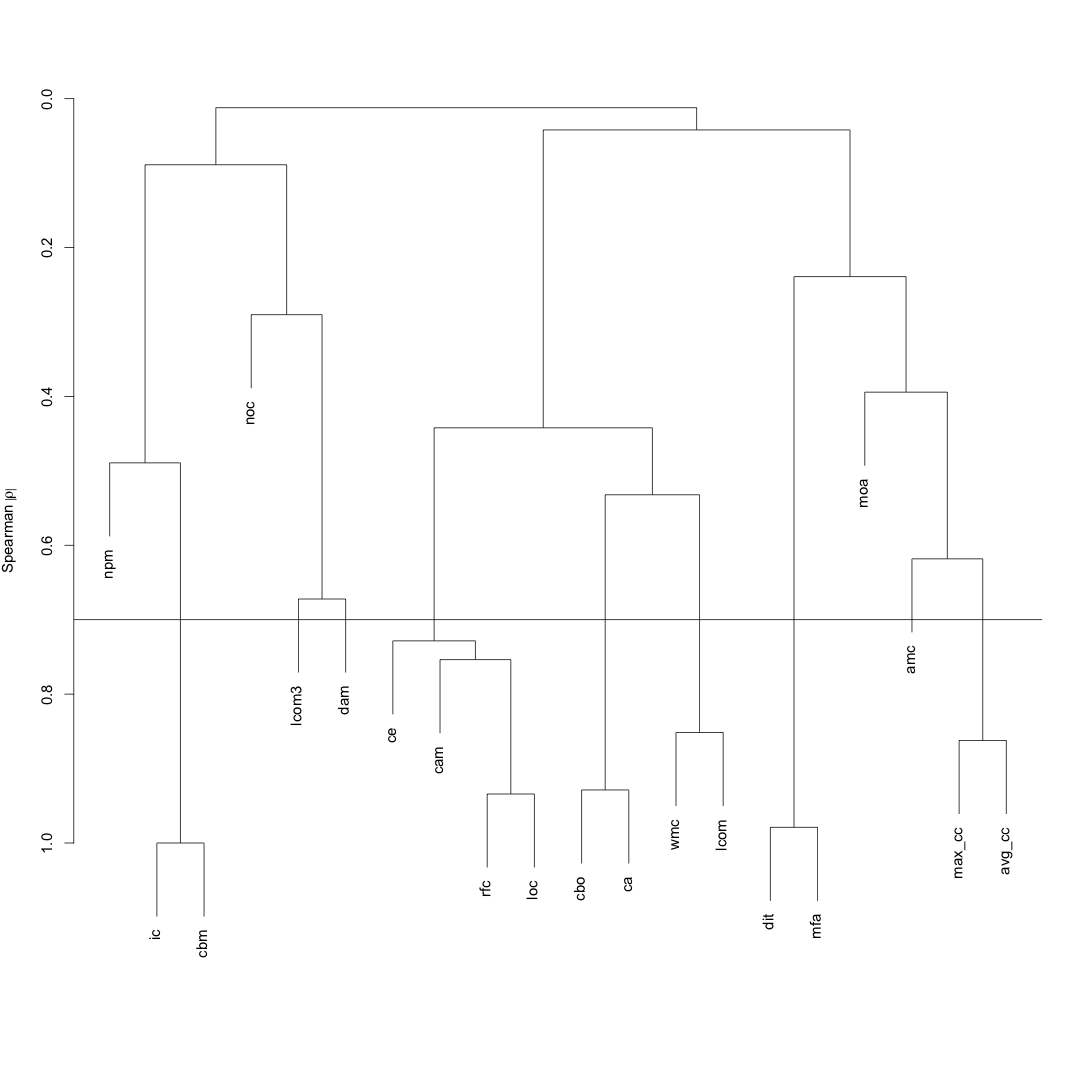 0.0
0.2
0.4
0.6
0.8
1.0
Spearman |ρ|
npm
ic
cbm
noc
lcom3
dam
ce
cam
rfc
loc
cbo
ca
wmc
lcom
dit
mfa
moa
amc
max_cc
avg_cc